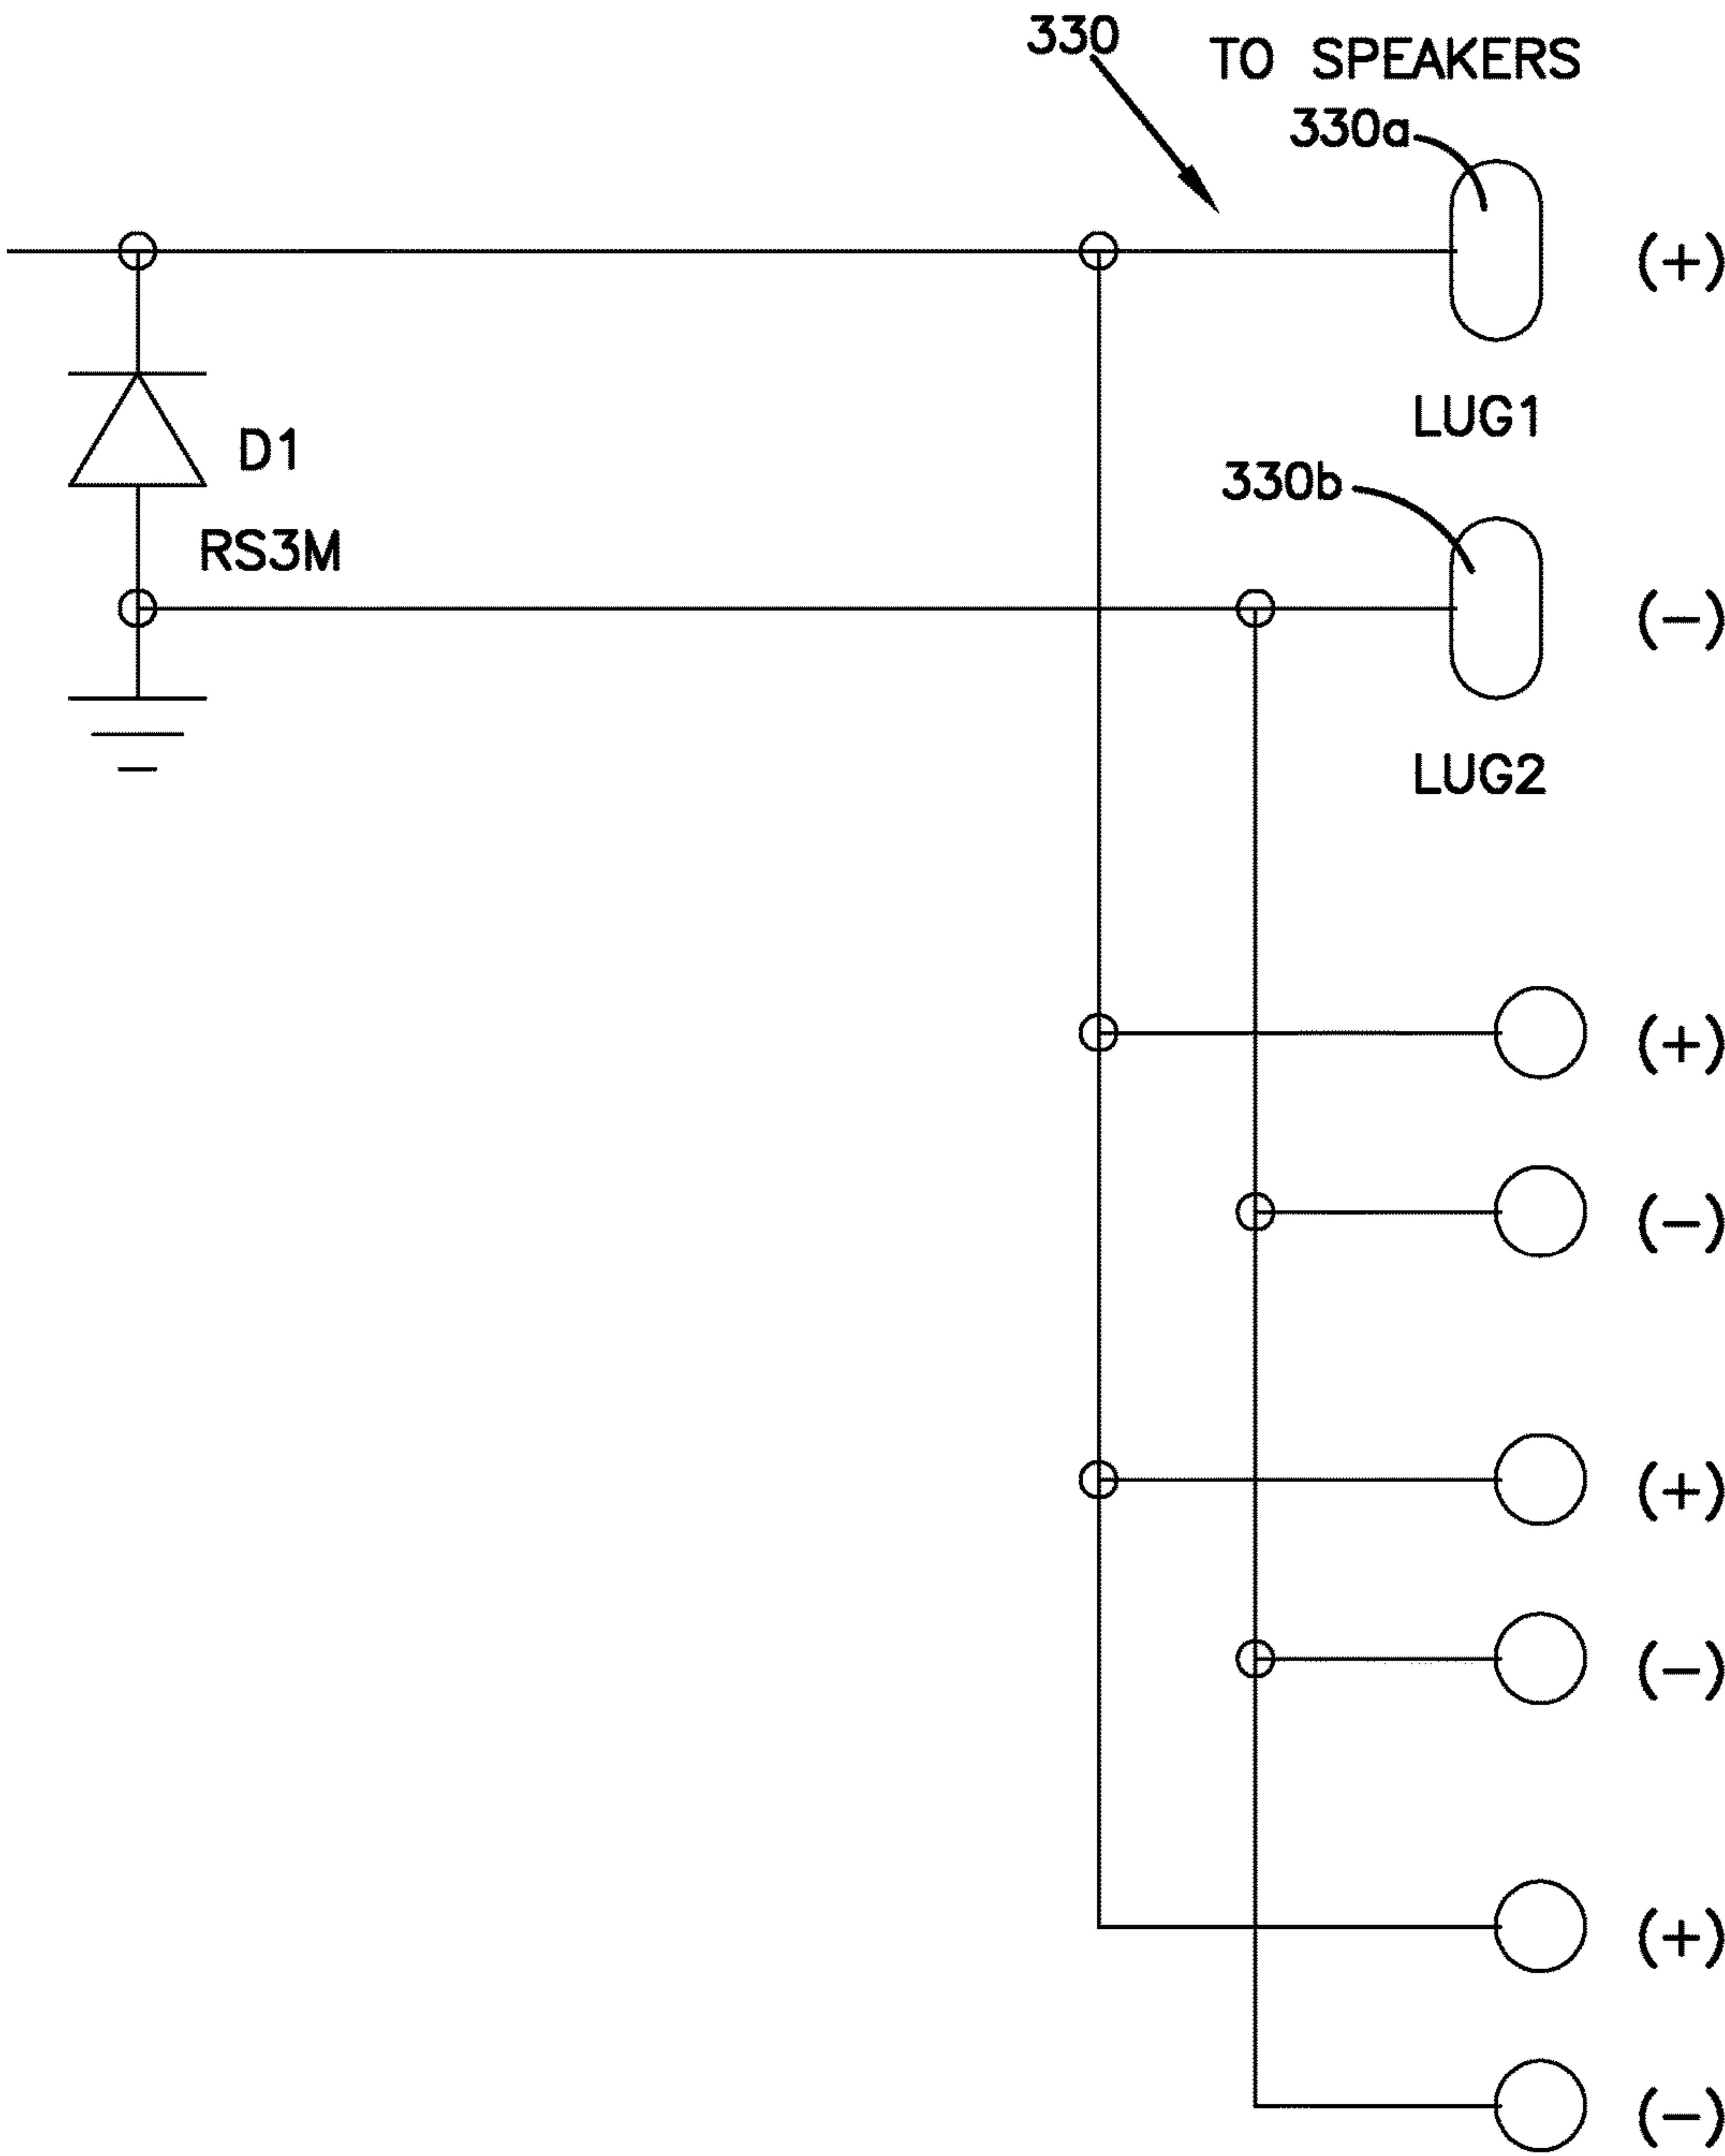 330
TO SPEAKERS
330a
(+)
LUG1
D1
330b
RS3M
(-)
LUG2
(+)
(-)
(+)
(-)
(+)
(-)